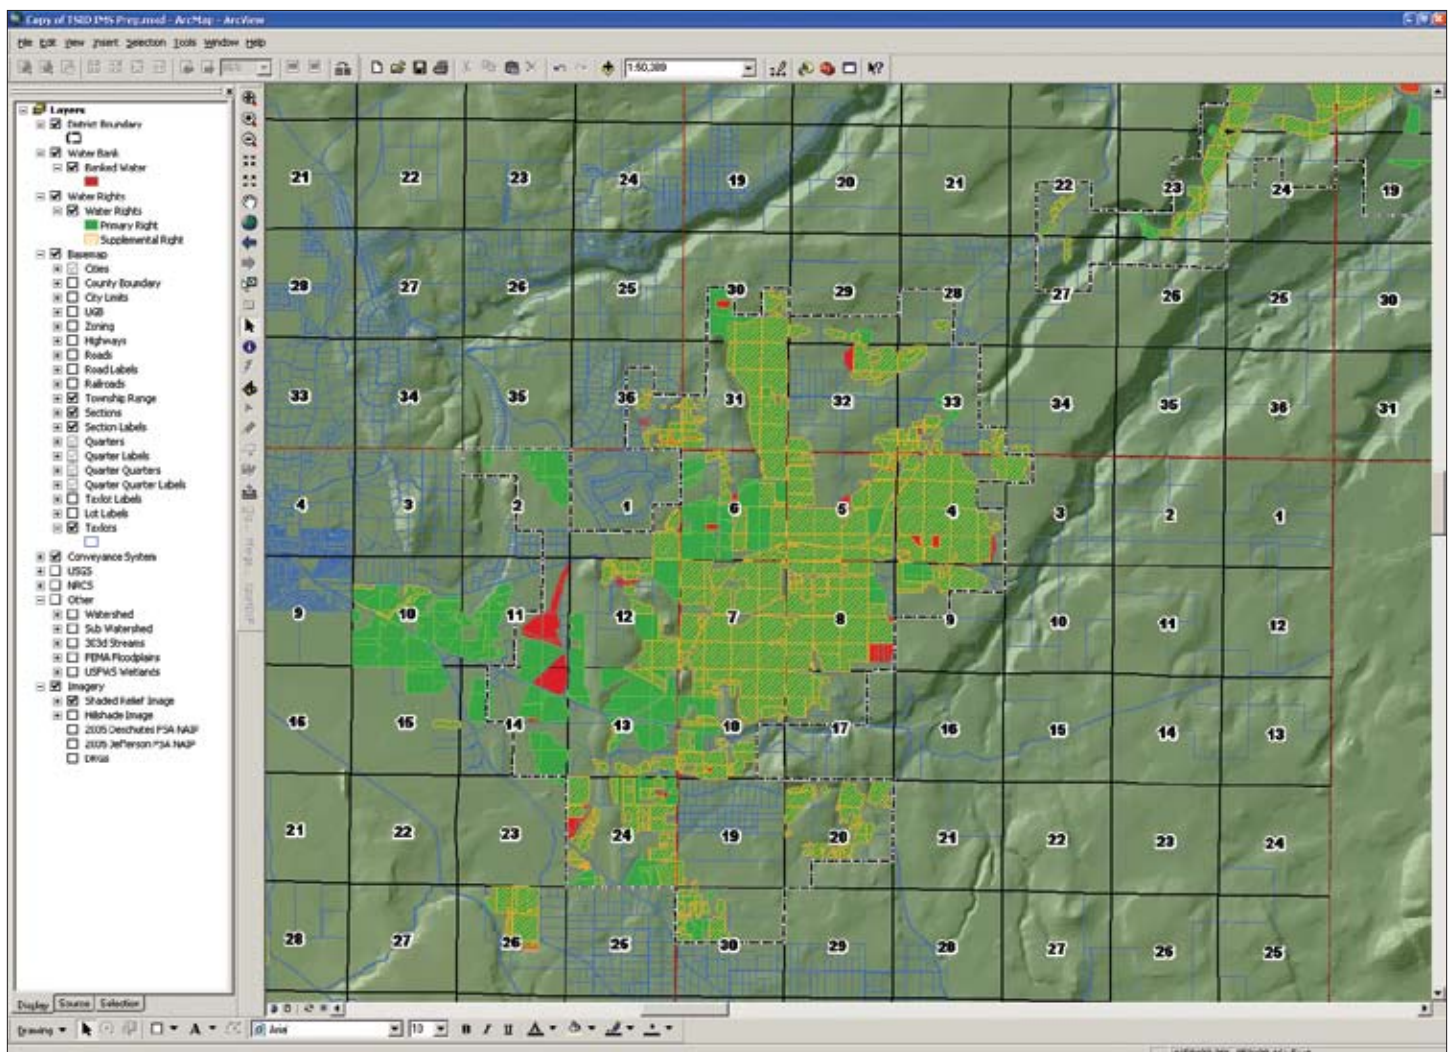 Copy of TSID IMS Prep.mxd - ArcMap - ArcView
File Edit View Insert Selection Tools Window Help
1:50,389
Layers
District Boundary
Water Bank
Banked Water
Water Rights
Water Rights
Primary Right
Supplemental Right
Basemap
Cities
County Boundary
City Limits
UGB
Zoning
Highways
Roads
Road Labels
Railroads
Township Range
Sections
Section Labels
Quarters
Quarter Labels
Quarter Quarters
Quarter Quarter Labels
Taxlot Labels
Lot Labels
Taxlots
Conveyance System
USGS
NRCS
Other
Watershed
Sub Watershed
303d Streams
FEMA Floodplains
USFWS Wetlands
Imagery
Shaded Relief Image
Hillshade Image
2005 Deschutes FSA NAIP
2005 Jefferson FSA NAIP
DRGS
21 22 23 24 19 20 21 22 23 24 19
28 27 26 25 30 29 28 27 26 25 30
33 34 35 36 31 32 33 34 35 36 31
4 3 2 1 6 5 4 3 2 1
9 10 11 12 7 8 9 10 11 12
16 15 14 13 18 17 16 15 14 13
21 22 23 24 19 20 21 22 23 24
28 27 26 25 30 29 28 27 26 25
Display Source Selection
Drawing
Arial
10
B I U A